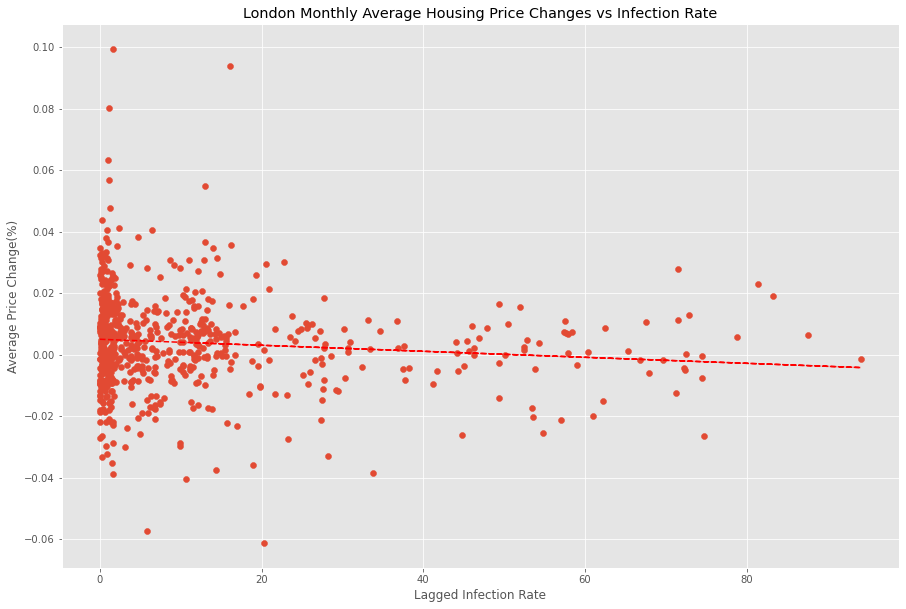 London Monthly Average Housing Price Changes vs Infection Rate
0.10
0.08
0.06
0.04
0.02
0.00
−0.02
−0.04
−0.06
Average Price Change(%)
0 20 40 60 80
Lagged Infection Rate